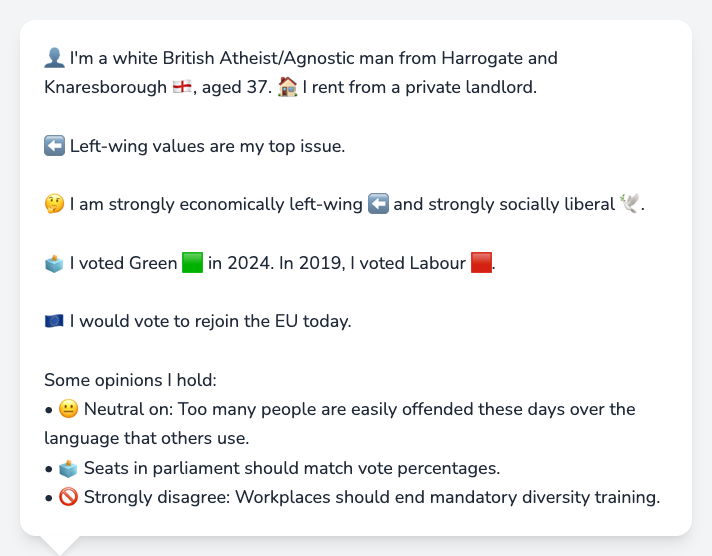 👤 I'm a white British Atheist/Agnostic man from Harrogate and
Knaresborough 🏴󠁧󠁢󠁥󠁮󠁧󠁿, aged 37. 🏠 I rent from a private landlord.
⬅️ Left-wing values are my top issue.
🤔 I am strongly economically left-wing ⬅️ and strongly socially liberal 🕊️.
🗳️ I voted Green 🟩 in 2024. In 2019, I voted Labour 🟥.
🇪🇺 I would vote to rejoin the EU today.
Some opinions I hold:
• 😐 Neutral on: Too many people are easily offended these days over the
language that others use.
• 🗳️ Seats in parliament should match vote percentages.
• 🚫 Strongly disagree: Workplaces should end mandatory diversity training.